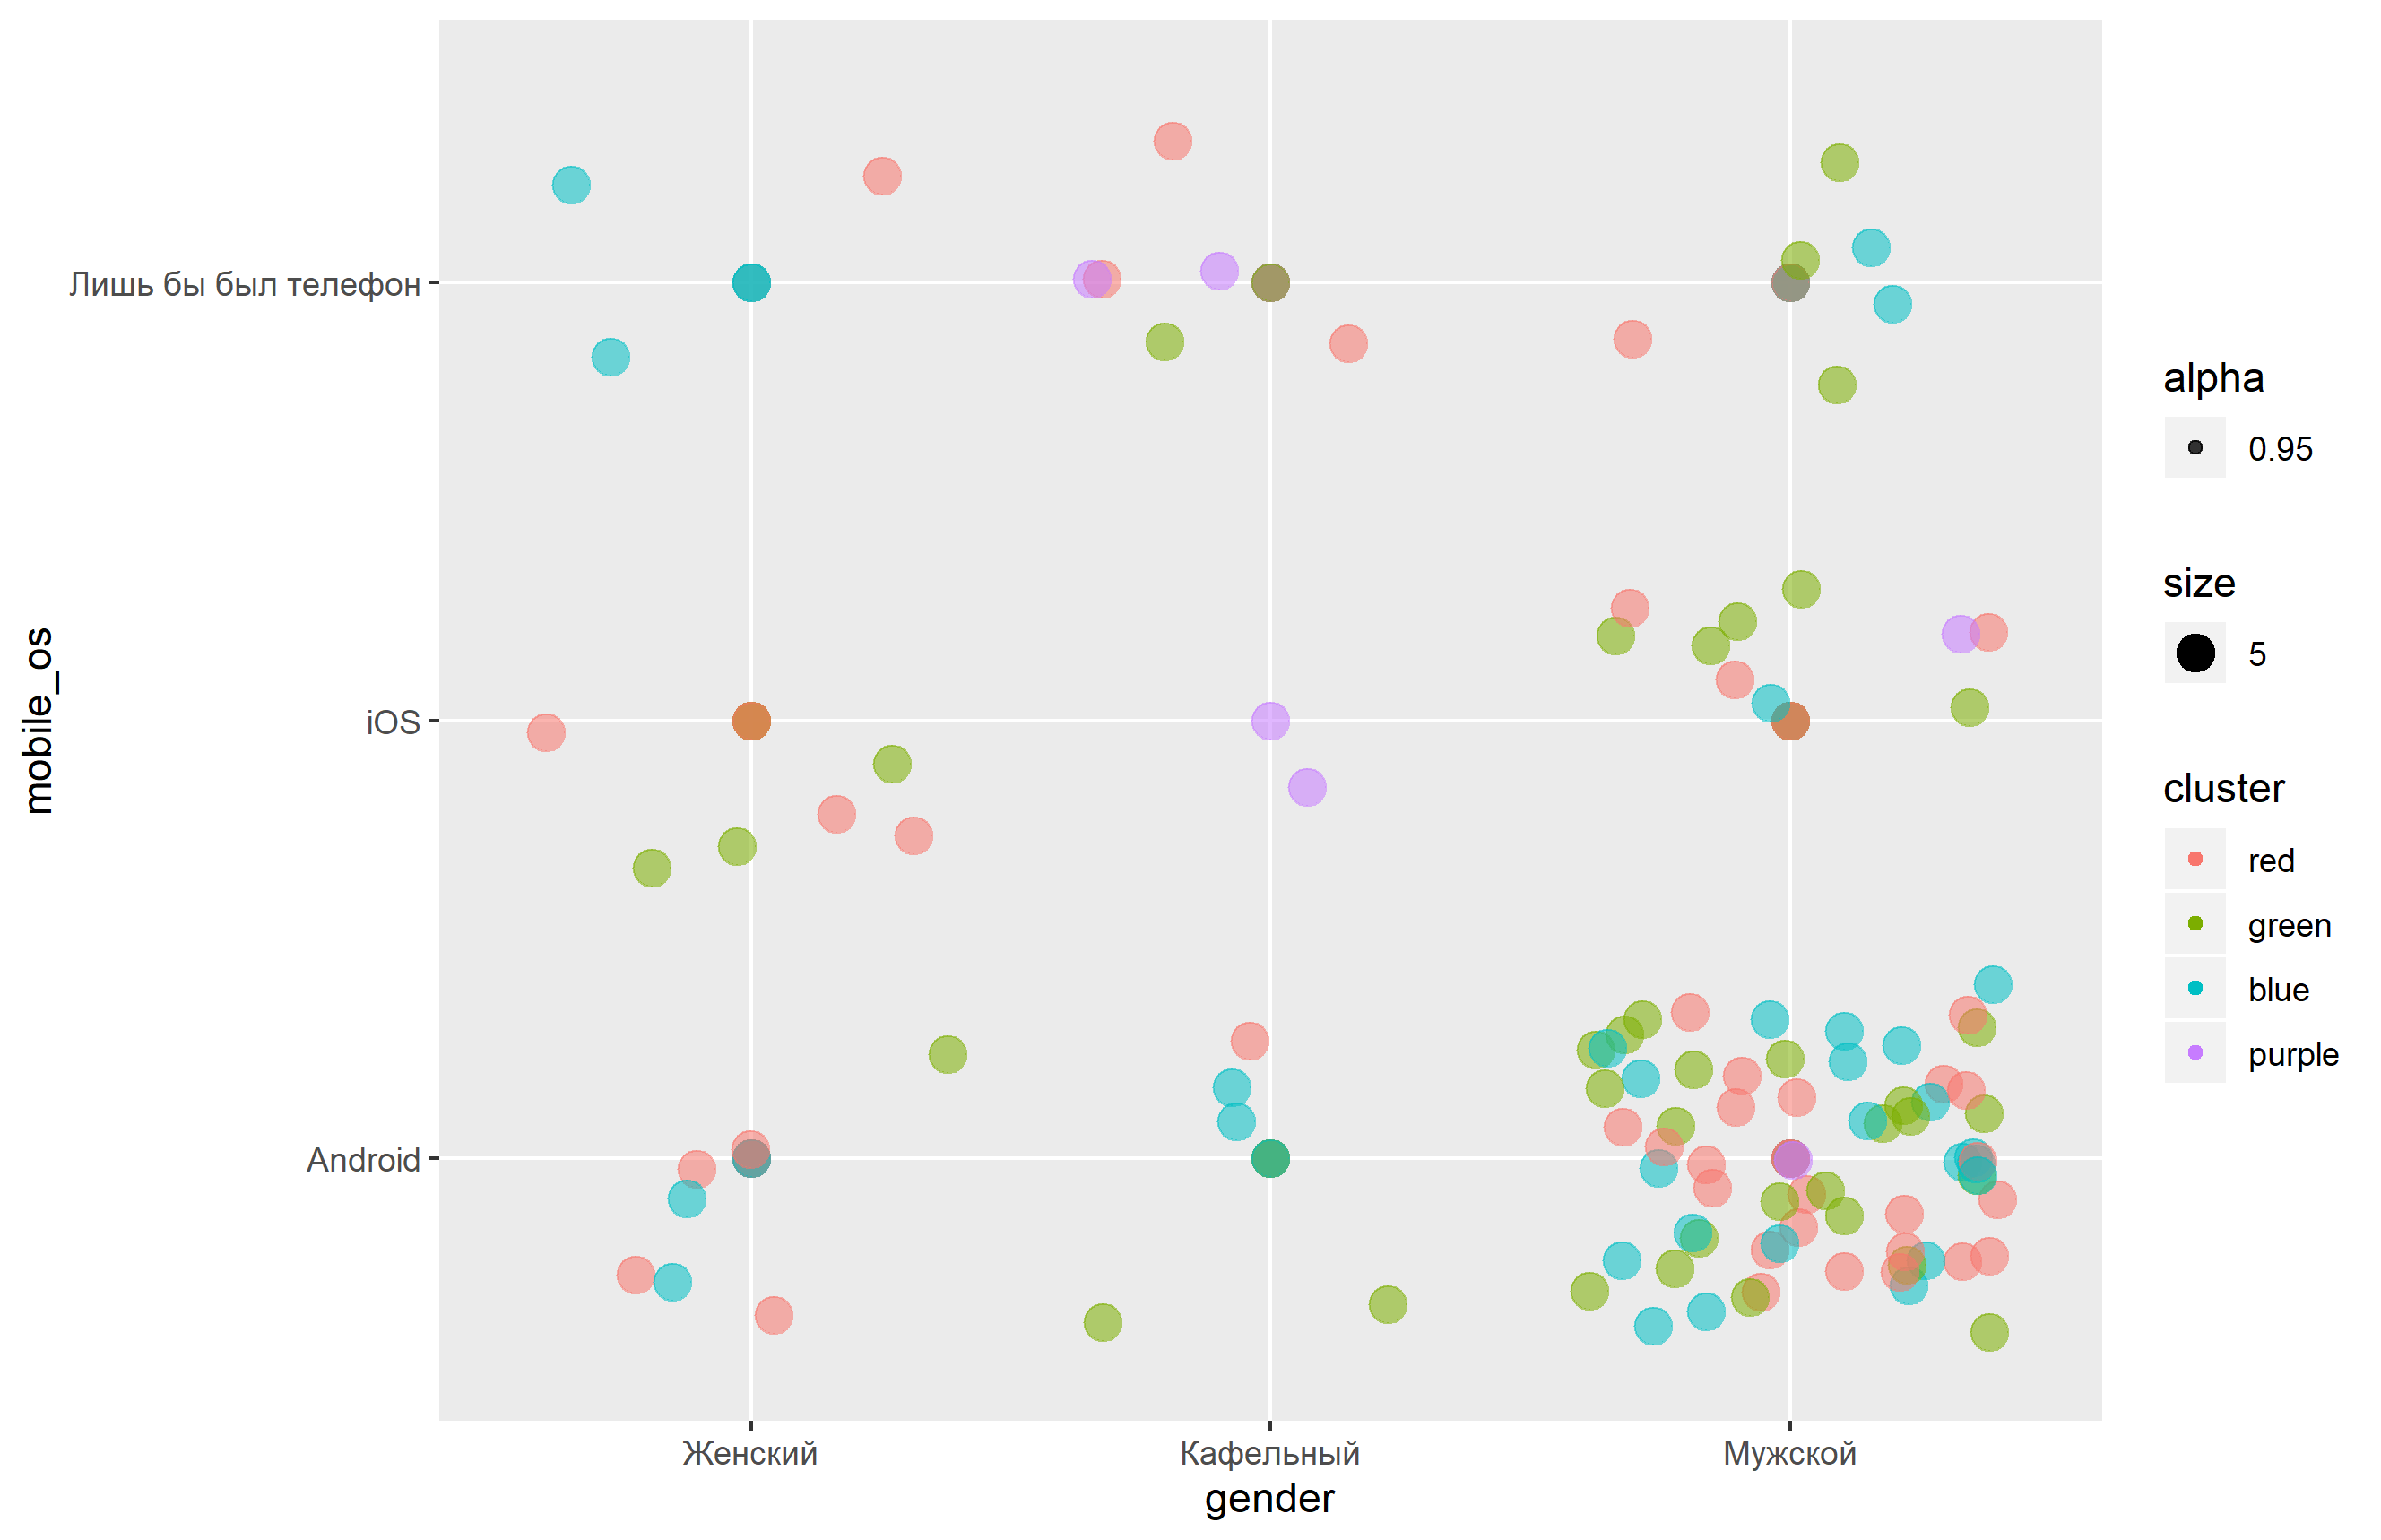 mobile_os
Лишь бы был телефон
iOS
Android
Женский
Кафельный
Мужской
gender
alpha
0.95
size
5
cluster
red
green
blue
purple